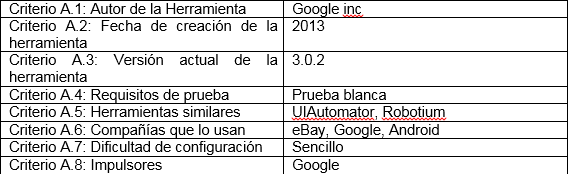 Criterio A.1: Autor de la Herramienta Google inc
Criterio A.2: Fecha de creación de la 2013
herramienta
Criterio A.3: Versión actual de la 3.0.2
herramienta
Criterio A.4: Requisitos de prueba Prueba blanca
Criterio A.5: Herramientas similares UIAutomator, Robotium
Criterio A.6: Compañías que lo usan eBay, Google, Android
Criterio A.7: Dificultad de configuración Sencillo
Criterio A.8: Impulsores Google